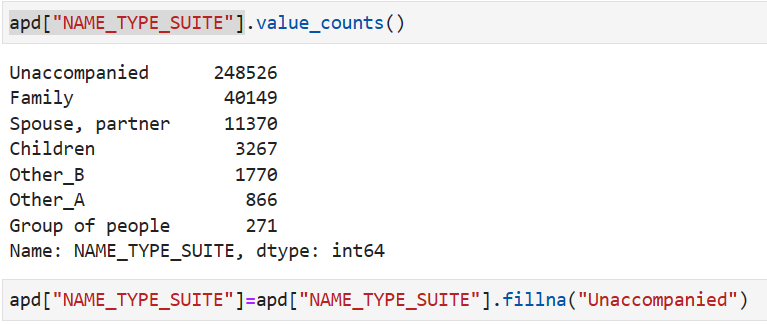 apd["NAME_TYPE_SUITE"].value_counts()
Unaccompanied 248526
Family 40149
Spouse, partner 11370
Children 3267
Other_B 1770
Other_A 866
Group of people 271
Name: NAME_TYPE_SUITE, dtype: int64
apd["NAME_TYPE_SUITE"]=apd["NAME_TYPE_SUITE"].fillna("Unaccompanied")